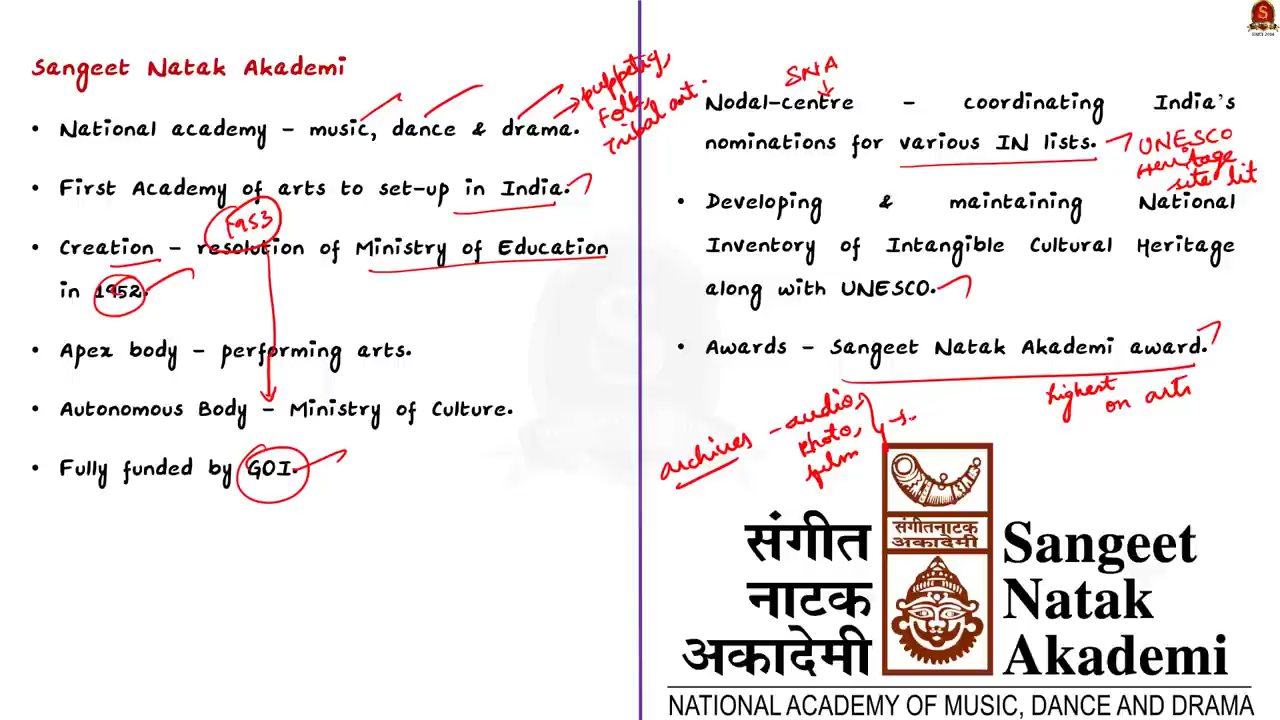 Sangeet Natak Akademi
• National academy - music, dance & drama.
puppetry,
Folk,
Tribal art.
• First Academy of arts to set-up in India.
1953
• Creation - resolution of Ministry of Education
in 1952.
• Apex body - performing arts.
• Autonomous Body - Ministry of Culture.
• Fully funded by GOI.
SNA
Nodal-centre - coordinating India's
nominations for various IN lists.
UNESCO
Heritage
site list
• Developing & maintaining National
Inventory of Intangible Cultural Heritage
along with UNESCO.
• Awards - Sangeet Natak Akademi award.
highest
on arts
archives - audio,
photo,
film
संगीत
नाटक
अकादेमी
संगीतनाटक
अकादेमी
Sangeet
Natak
Akademi
NATIONAL ACADEMY OF MUSIC, DANCE AND DRAMA